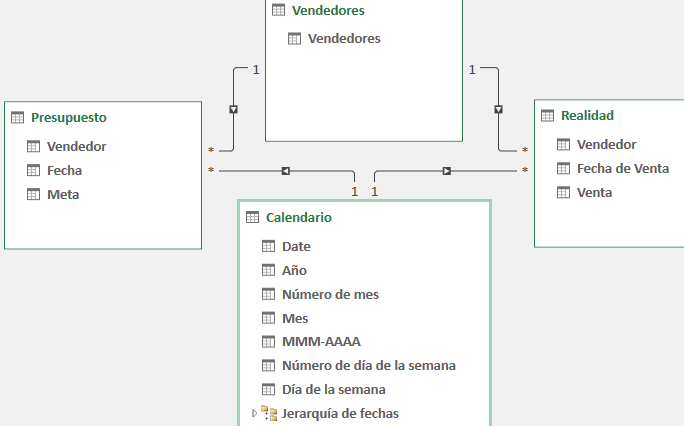 Vendedores
Vendedores
1
1
Presupuesto
Vendedor
Fecha
Meta
*
*
Realidad
Vendedor
Fecha de Venta
Venta
*
*
1
1
Calendario
Date
Año
Número de mes
Mes
MMM-AAAA
Número de día de la semana
Día de la semana
Jerarquía de fechas